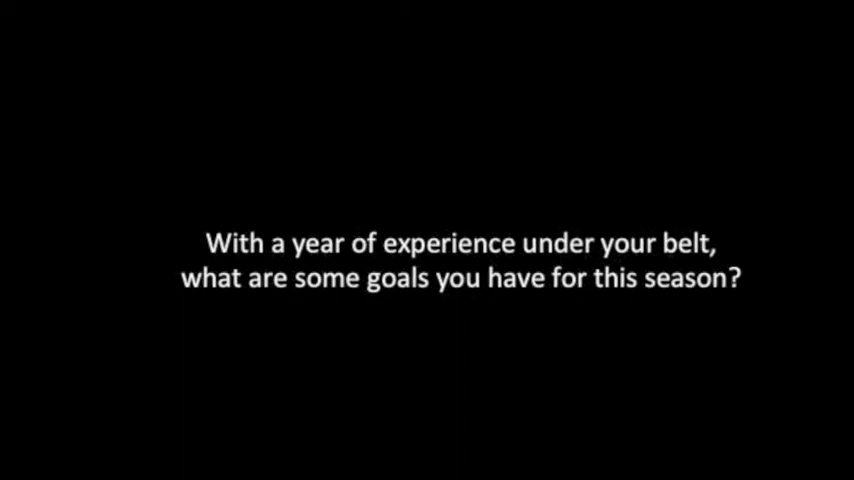 With a year of experience under your belt,
what are some goals you have for this season?